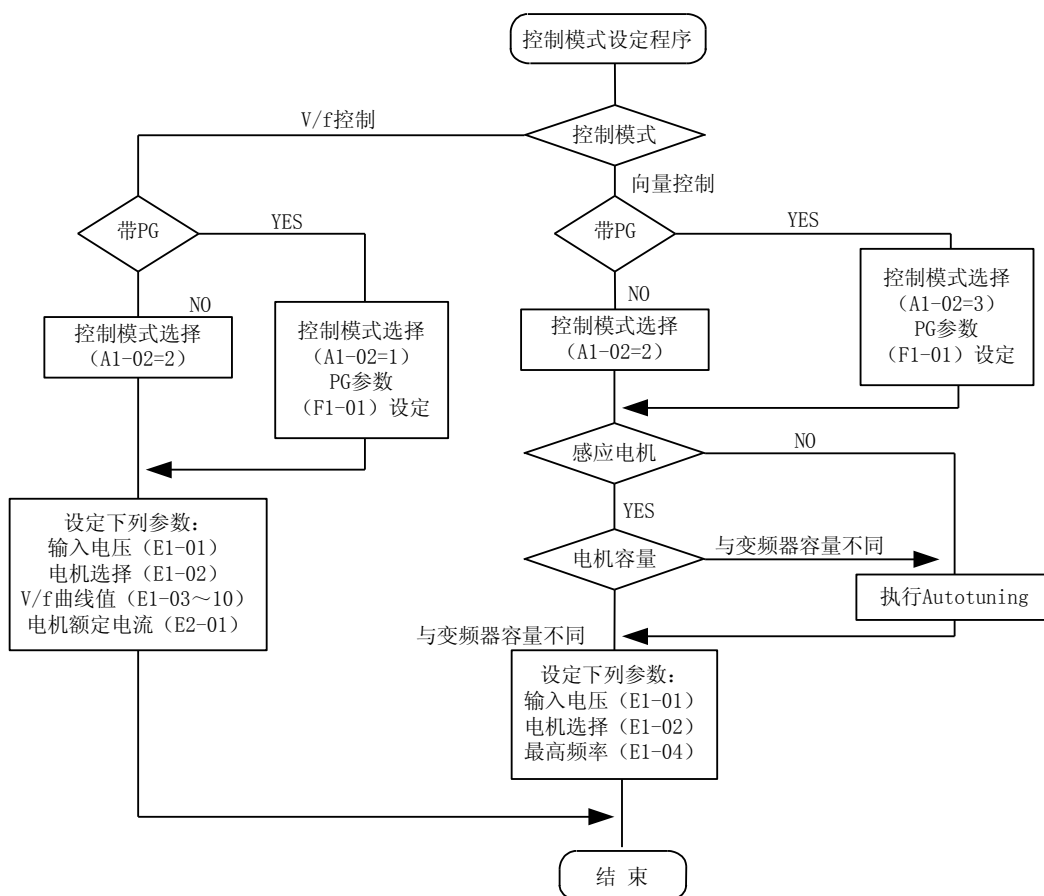 控制模式设定程序
V/f控制
控制模式
向量控制
带PG
YES
NO
控制模式选择
（A1-02=2）
控制模式选择
（A1-02=1）
PG参数
（F1-01）设定
带PG
YES
NO
控制模式选择
（A1-02=2）
控制模式选择
（A1-02=3）
PG参数
（F1-01）设定
感应电机
NO
YES
电机容量
与变频器容量不同
执行Autotuning
与变频器容量不同
设定下列参数：
输入电压（E1-01）
电机选择（E1-02）
V/f曲线值（E1-03～10）
电机额定电流（E2-01）
设定下列参数：
输入电压（E1-01）
电机选择（E1-02）
最高频率（E1-04）
结 束